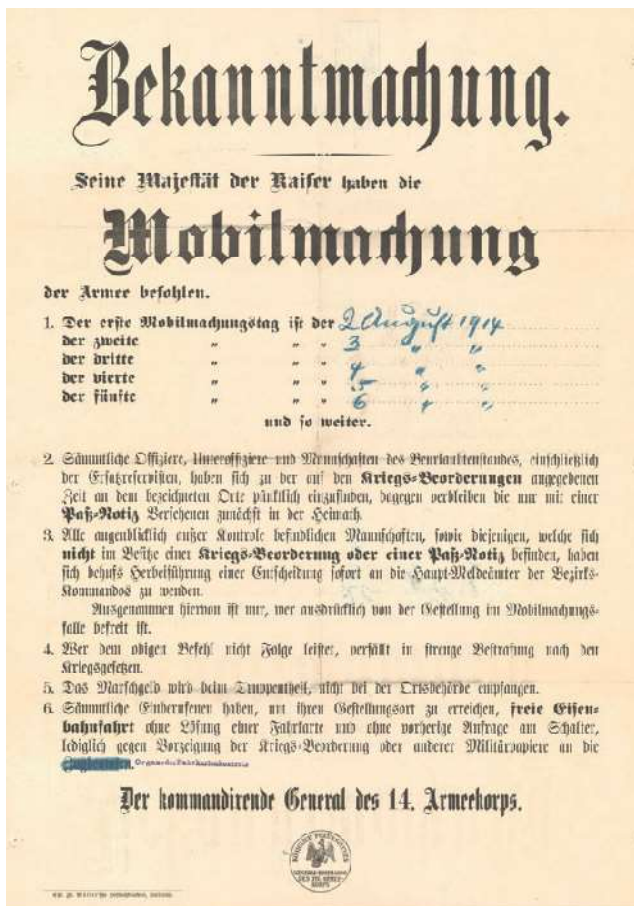 Bekanntmachung.
Seine Majestät der Kaiser haben die
Mobilmachung
der Armee befohlen.
1. Der erste Mobilmachungstag ist der 2 August 1914
der zweite " " " 3 " "
der dritte " " " 4 " "
der vierte " " " 5 " "
der fünfte " " " 6 " "
und so weiter.
2. Sämmtliche Offiziere, Unteroffiziere und Mannschaften des Beurlaubtenstandes, einschließlich
der Ersatzreservisten, haben sich zu der auf den Kriegs-Beorderungen angegebenen
Zeit an dem bezeichneten Orte pünktlich einzufinden, dagegen verbleiben die nur mit einer
Paß-Notiz Versehenen zunächst in der Heimath.
3. Alle augenblicklich außer Kontrole befindlichen Mannschaften, sowie diejenigen, welche sich
nicht im Besitze einer Kriegs-Beorderung oder einer Paß-Notiz befinden, haben
sich behufs Herbeiführung einer Entscheidung sofort an die Haupt-Meldeämter der Bezirks-
Kommandos zu wenden.
Ausgenommen hiervon ist nur, wer ausdrücklich von der Gestellung im Mobilmachungs-
falle befreit ist.
4. Wer dem obigen Befehl nicht Folge leistet, verfällt in strenge Bestrafung nach den
Kriegsgesetzen.
5. Das Marschgeld wird beim Truppentheil, nicht bei der Ortsbehörde empfangen.
6. Sämmtliche Einberufenen haben, um ihren Gestellungsort zu erreichen, freie Eisen-
bahnfahrt ohne Lösung einer Fahrkarte und ohne vorherige Anfrage am Schalter,
lediglich gegen Vorzeigung der Kriegs-Beorderung oder anderer Militärpapiere an die
Organe der Fahrkartenkontrole
Der kommandirende General des 14. Armeekorps.